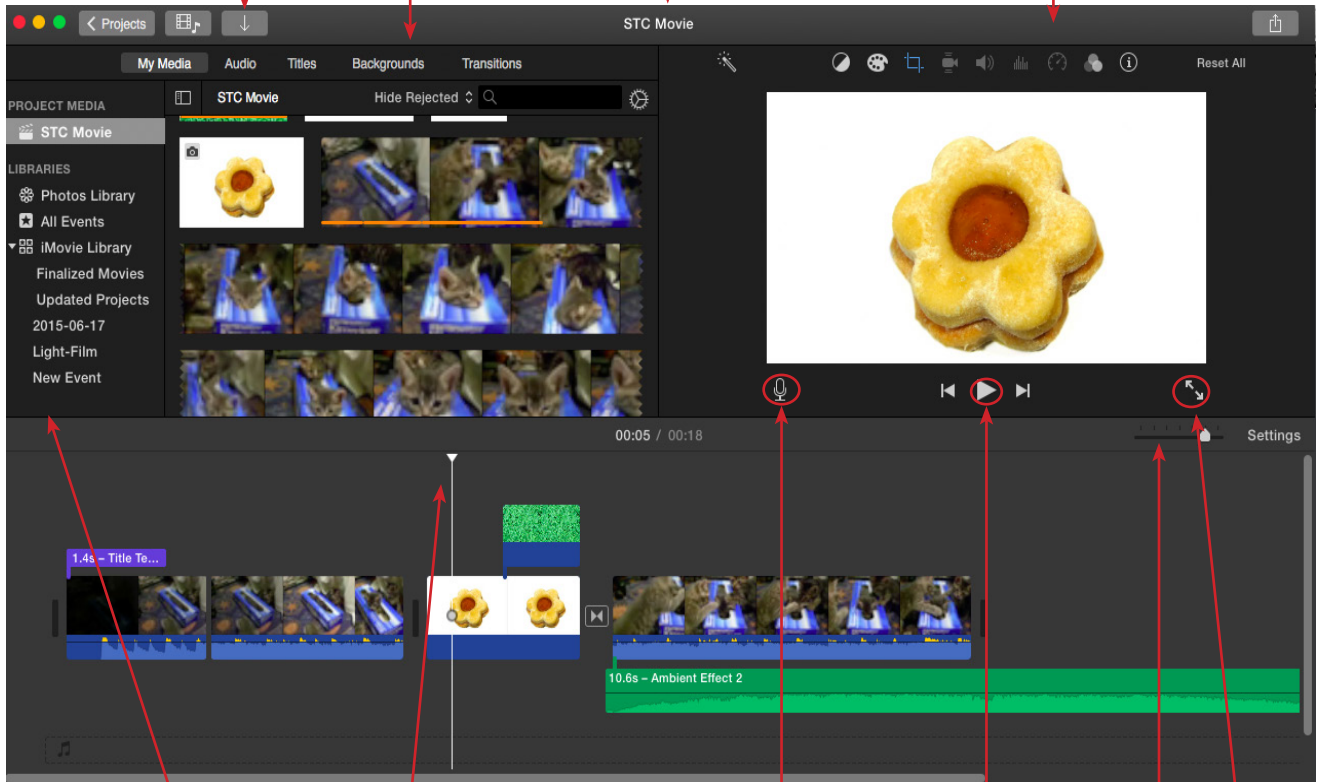 Projects
STC Movie
My Media Audio Titles Backgrounds Transitions
Reset All
PROJECT MEDIA
STC Movie
Hide Rejected
STC Movie
LIBRARIES
Photos Library
All Events
iMovie Library
Finalized Movies
Updated Projects
2015-06-17
Light-Film
New Event
00:05 / 00:18
Settings
1.4s – Title Te...
10.6s – Ambient Effect 2